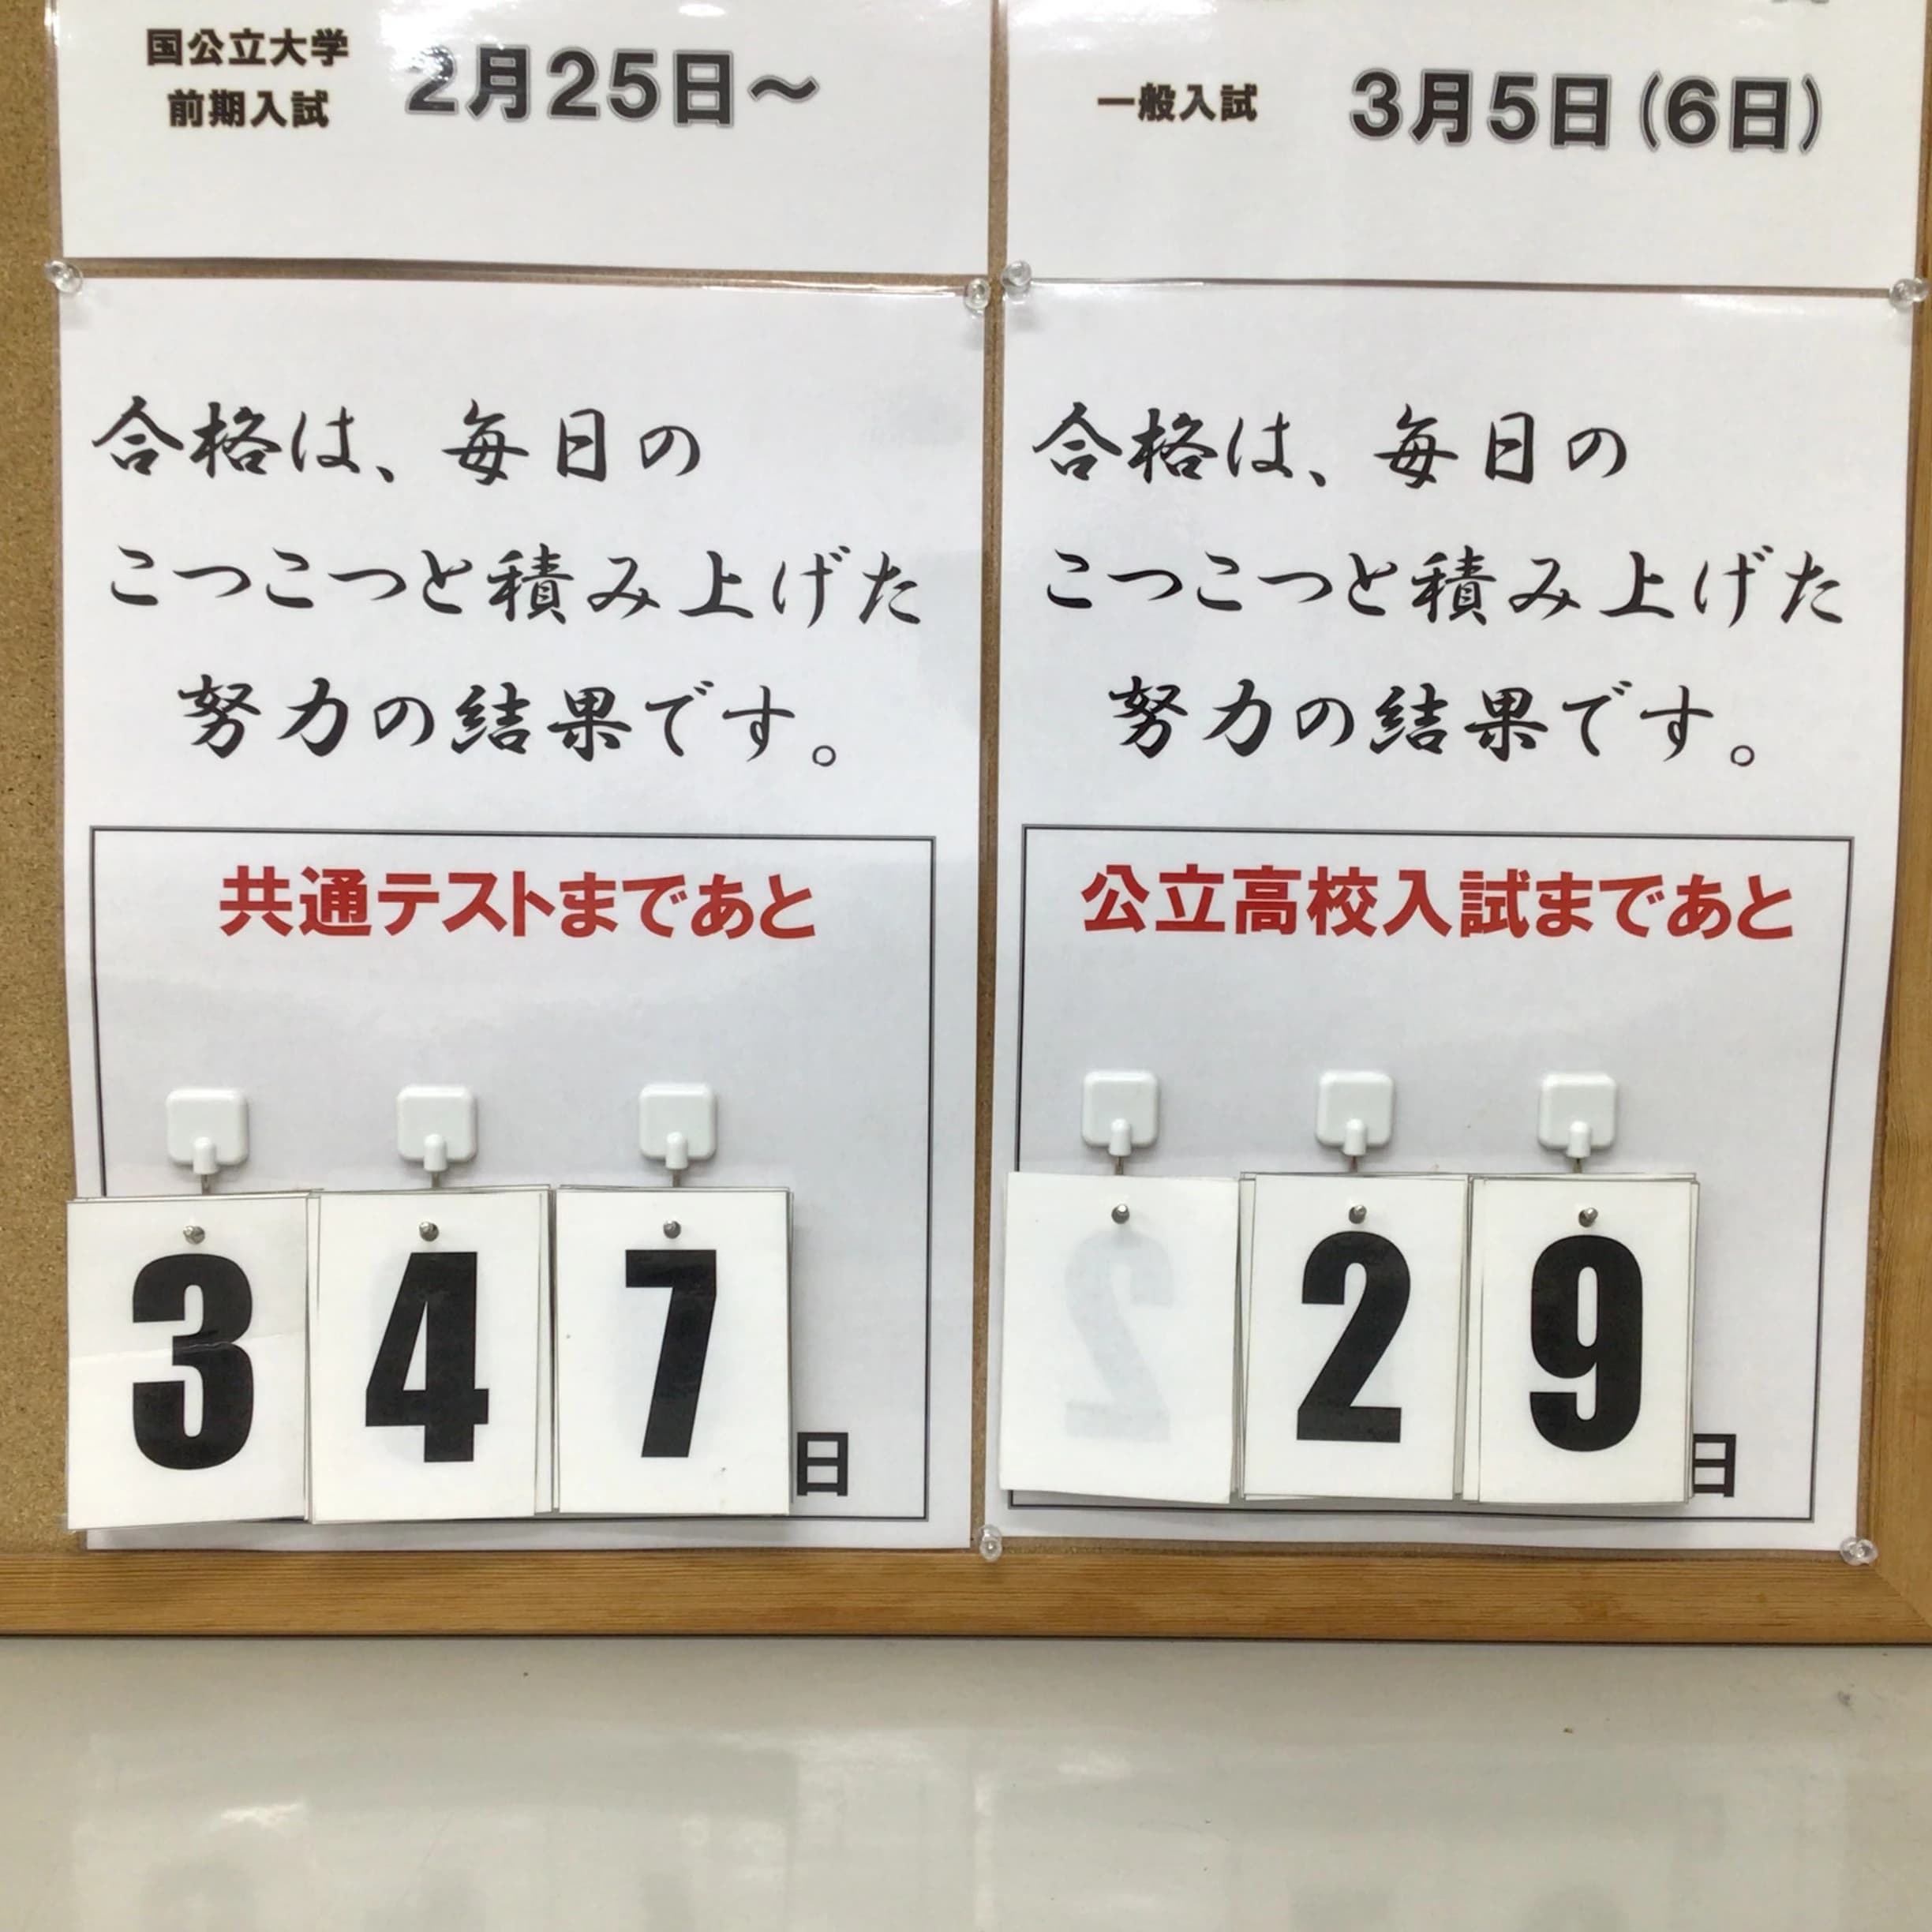 国公立大学
前期入試 2月25日～
合格は、毎日の
こつこつと積み上げた
努力の結果です。
共通テストまであと
347日
一般入試 3月5日(6日)
合格は、毎日の
こつこつと積み上げた
努力の結果です。
公立高校入試まであと
29日